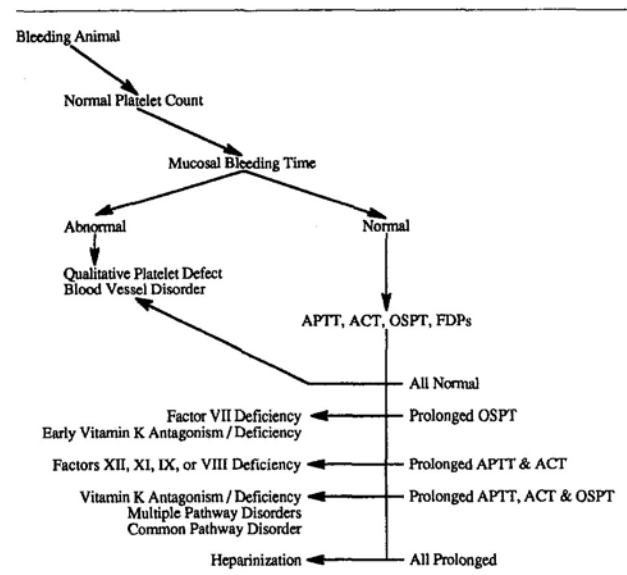 Bleeding Animal
Normal Platelet Count
Mucosal Bleeding Time
Abnormal
Normal
Qualitative Platelet Defect
Blood Vessel Disorder
APTT, ACT, OSPT, FDPs
All Normal
Factor VII Deficiency
Early Vitamin K Antagonism / Deficiency
Prolonged OSPT
Factors XII, XI, IX, or VIII Deficiency
Prolonged APTT & ACT
Vitamin K Antagonism / Deficiency
Multiple Pathway Disorders
Common Pathway Disorder
Prolonged APTT, ACT & OSPT
Heparinization
All Prolonged